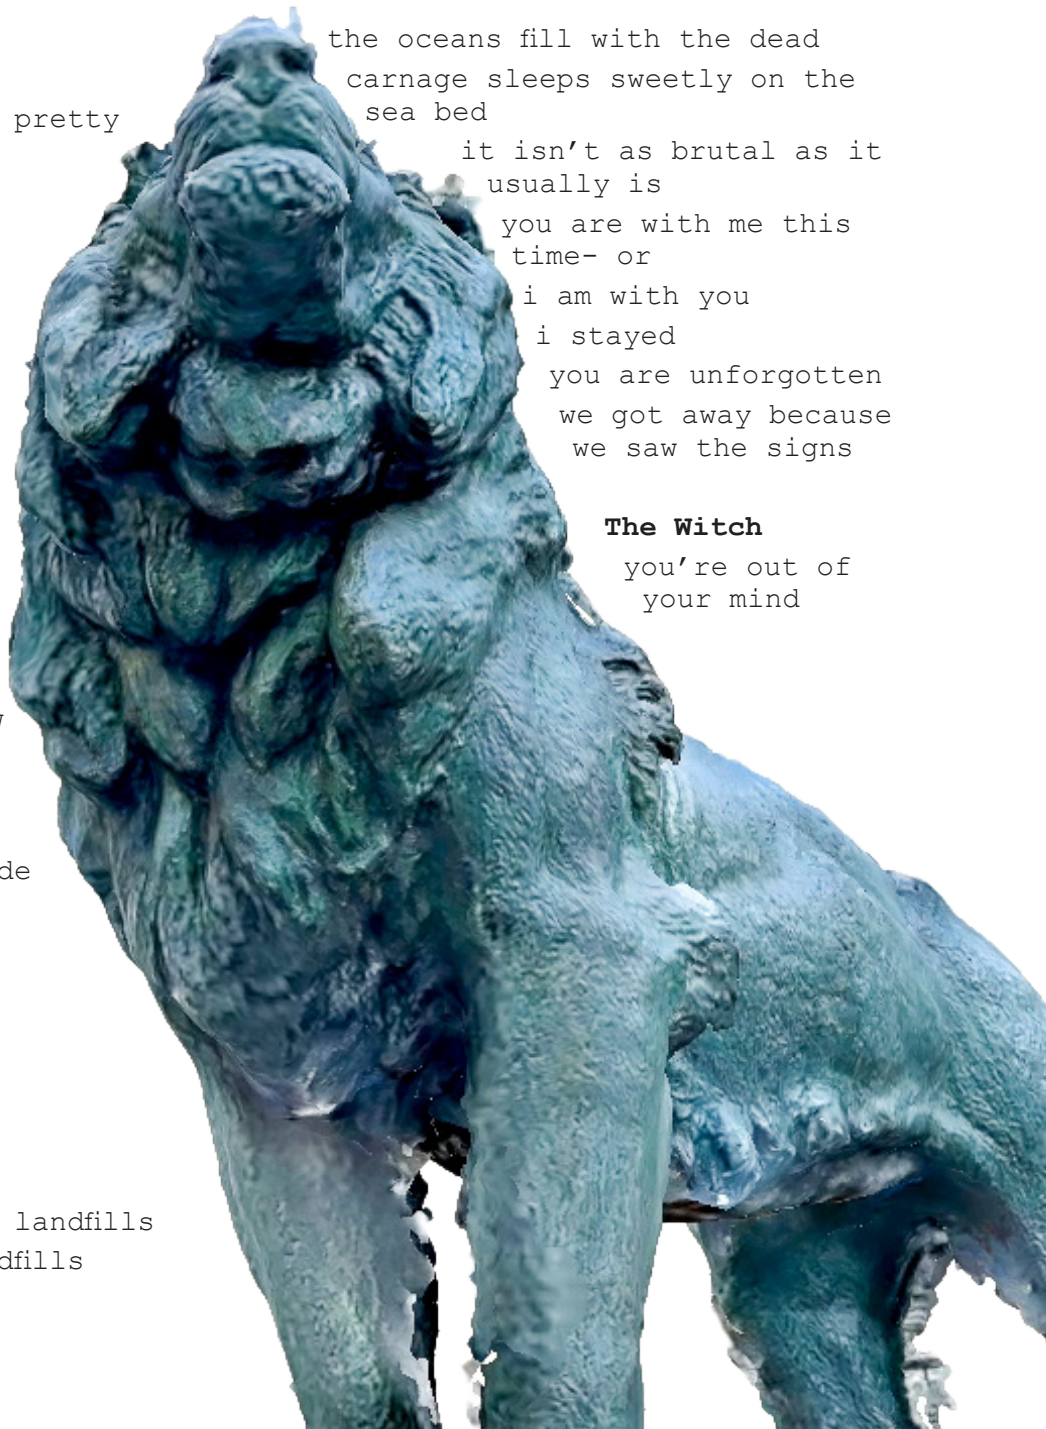 the oceans fill with the dead
carnage sleeps sweetly on the
sea bed
pretty
it isn't as brutal as it
usually is
you are with me this
time- or
i am with you
i stayed
you are unforgotten
we got away because
we saw the signs
The Witch
you're out of
your mind
de
landfills
dfills